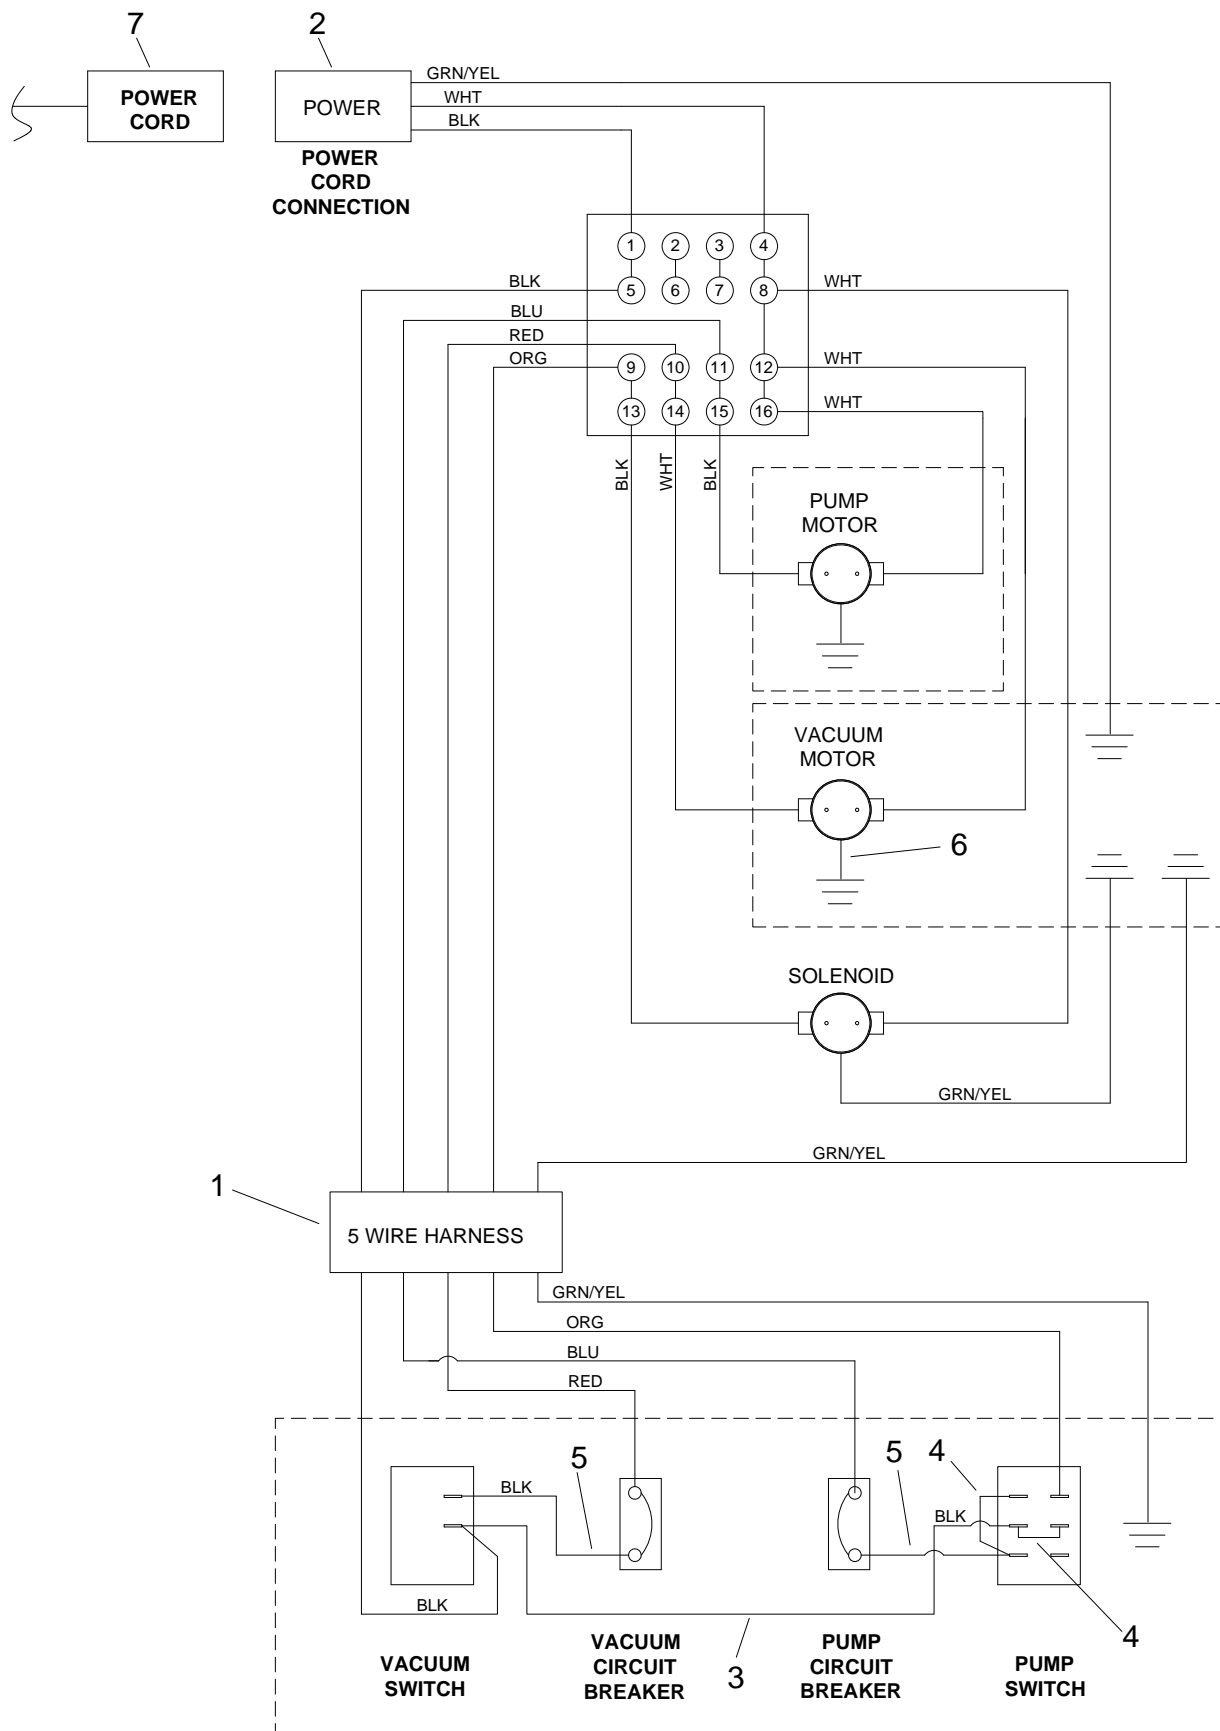 7
2
POWER
CORD
POWER
POWER
CORD
CONNECTION
GRN/YEL
WHT
BLK
1
2
3
4
5
6
7
8
9
10
11
12
13
14
15
16
BLK
BLU
RED
ORG
WHT
WHT
WHT
BLK
WHT
BLK
PUMP
MOTOR
VACUUM
MOTOR
6
SOLENOID
GRN/YEL
GRN/YEL
1
5 WIRE HARNESS
GRN/YEL
ORG
BLU
RED
5
5
4
BLK
BLK
BLK
4
3
VACUUM
SWITCH
VACUUM
CIRCUIT
BREAKER
PUMP
CIRCUIT
BREAKER
PUMP
SWITCH